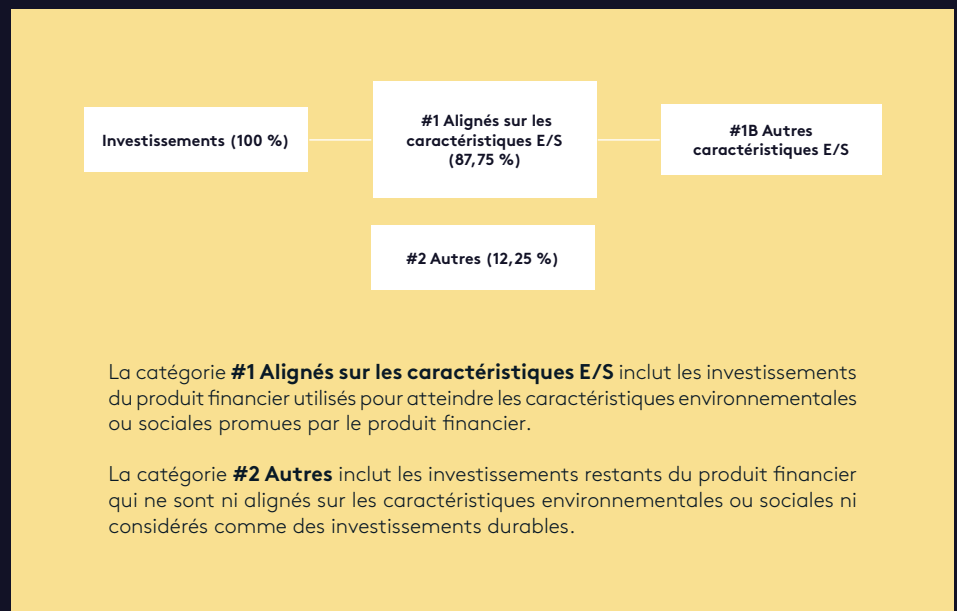 Investissements (100 %)
#1 Alignés sur les
caractéristiques E/S
(87,75 %)
#1B Autres
caractéristiques E/S
#2 Autres (12,25 %)
La catégorie #1 Alignés sur les caractéristiques E/S inclut les investissements
du produit financier utilisés pour atteindre les caractéristiques environnementales
ou sociales promues par le produit financier.
La catégorie #2 Autres inclut les investissements restants du produit financier
qui ne sont ni alignés sur les caractéristiques environnementales ou sociales ni
considérés comme des investissements durables.